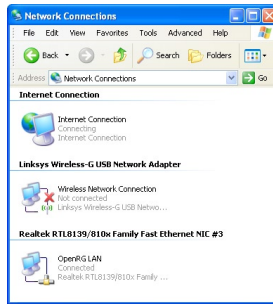 Network Connections
File Edit View Favorites Tools Advanced Help
Back Search Folders
Address Network Connections Go
Internet Connection
Internet Connection
Connecting
Internet Connection
Linksys Wireless-G USB Network Adapter
Wireless Network Connection
Not connected
Linksys Wireless-G USB Netwo...
Realtek RTL8139/810x Family Fast Ethernet NIC #3
OpenRG LAN
Connected
Realtek RTL8139/810x Family ...